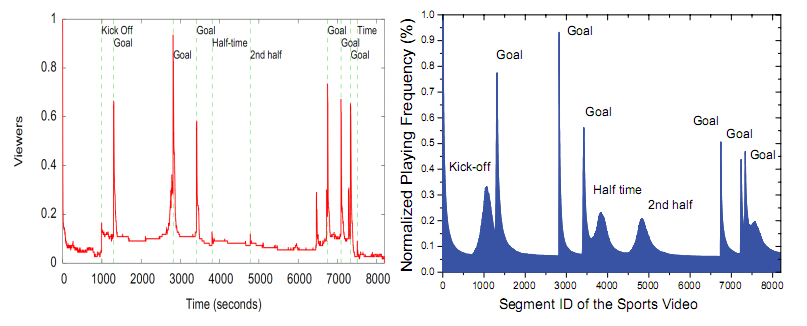 Kick Off Goal Time
Goal Half-time Goal
Goal 2nd half Goal
1
0.8
0.6
0.4
0.2
0
Viewers
0 1000 2000 3000 4000 5000 6000 7000 8000
Time (seconds)
1.0
0.9
0.8
0.7
0.6
0.5
0.4
0.3
0.2
0.1
0.0
Normalized Playing Frequency (%)
Goal
Goal
Goal
Goal
Goal
Goal
Kick-off
Half time
2nd half
0 1000 2000 3000 4000 5000 6000 7000 8000
Segment ID of the Sports Video